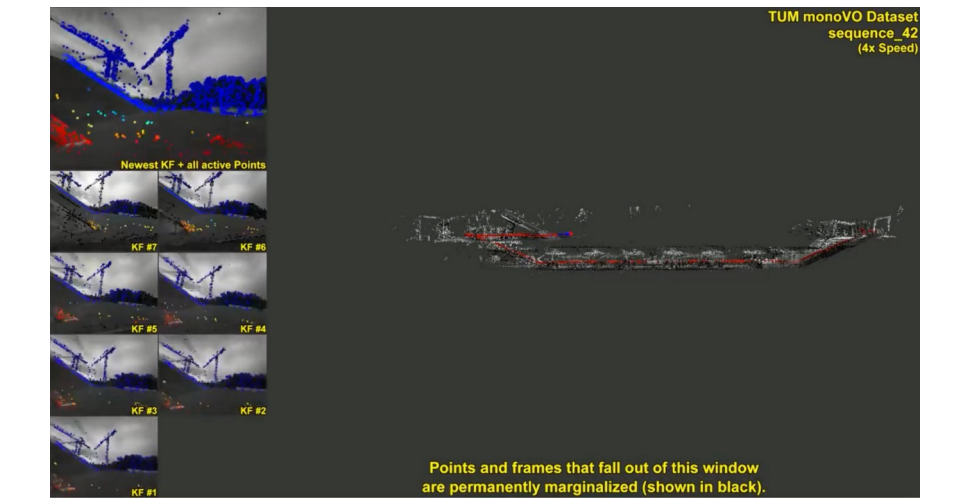 TUM monoVO Dataset
sequence_42
(4x Speed)
Newest KF + all active Points
KF #7
KF #6
KF #5
KF #4
KF #3
KF #2
KF #1
Points and frames that fall out of this window
are permanently marginalized (shown in black).